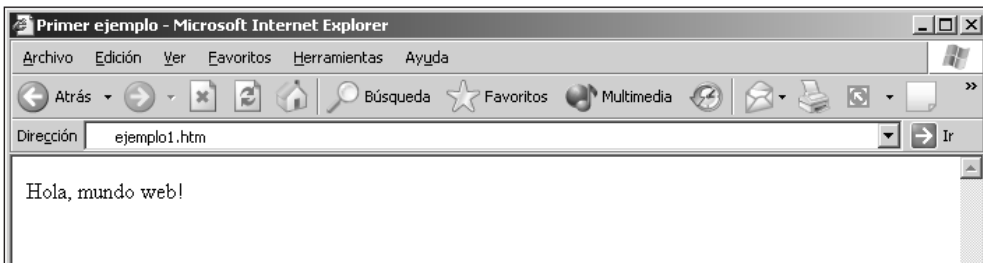 Primer ejemplo - Microsoft Internet Explorer
Archivo Edición Ver Favoritos Herramientas Ayuda
Atrás Búsqueda Favoritos Multimedia »
Dirección ejemplo1.htm Ir
Hola, mundo web!